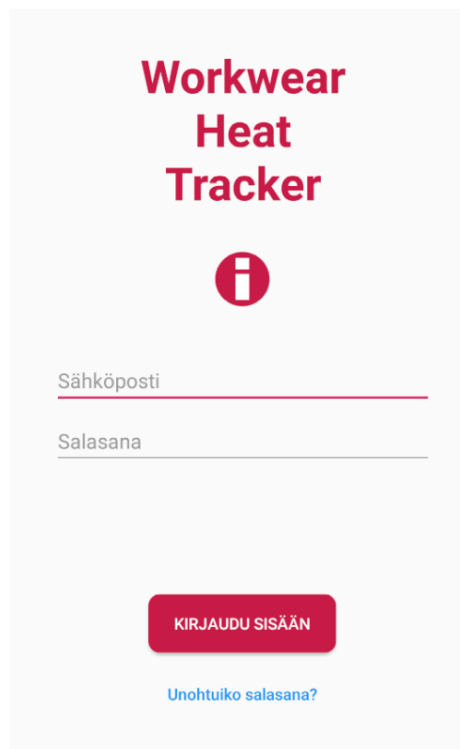 Workwear
Heat
Tracker
Sähköposti
Salasana
KIRJAUDU SISÄÄN
Unohtuiko salasana?